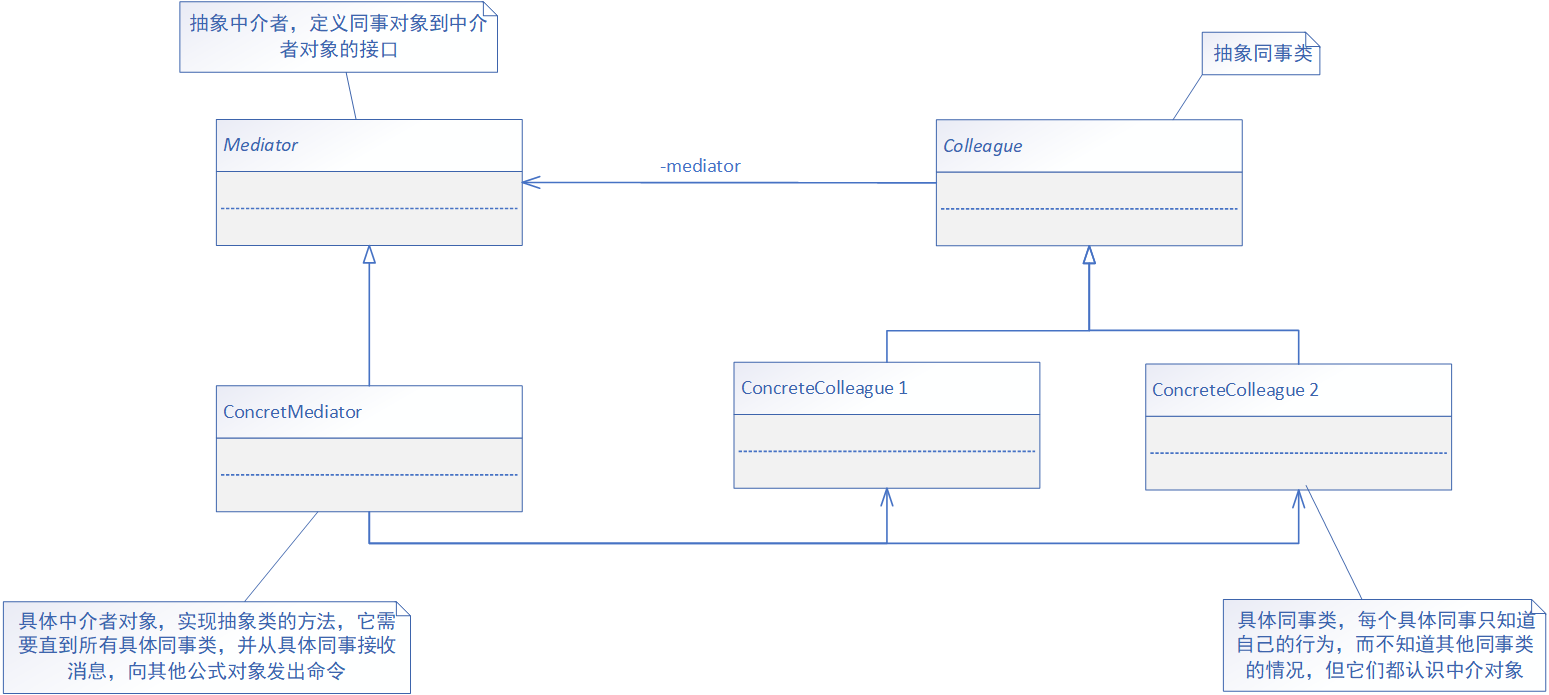 抽象中介者，定义同事对象到中介
者对象的接口
抽象同事类
Mediator
Colleague
-mediator
ConcretMediator
ConcreteColleague 1
ConcreteColleague 2
具体中介者对象，实现抽象类的方法，它需
要直到所有具体同事类，并从具体同事接收
消息，向其他公式对象发出命令
具体同事类，每个具体同事只知道
自己的行为，而不知道其他同事类
的情况，但它们都认识中介对象